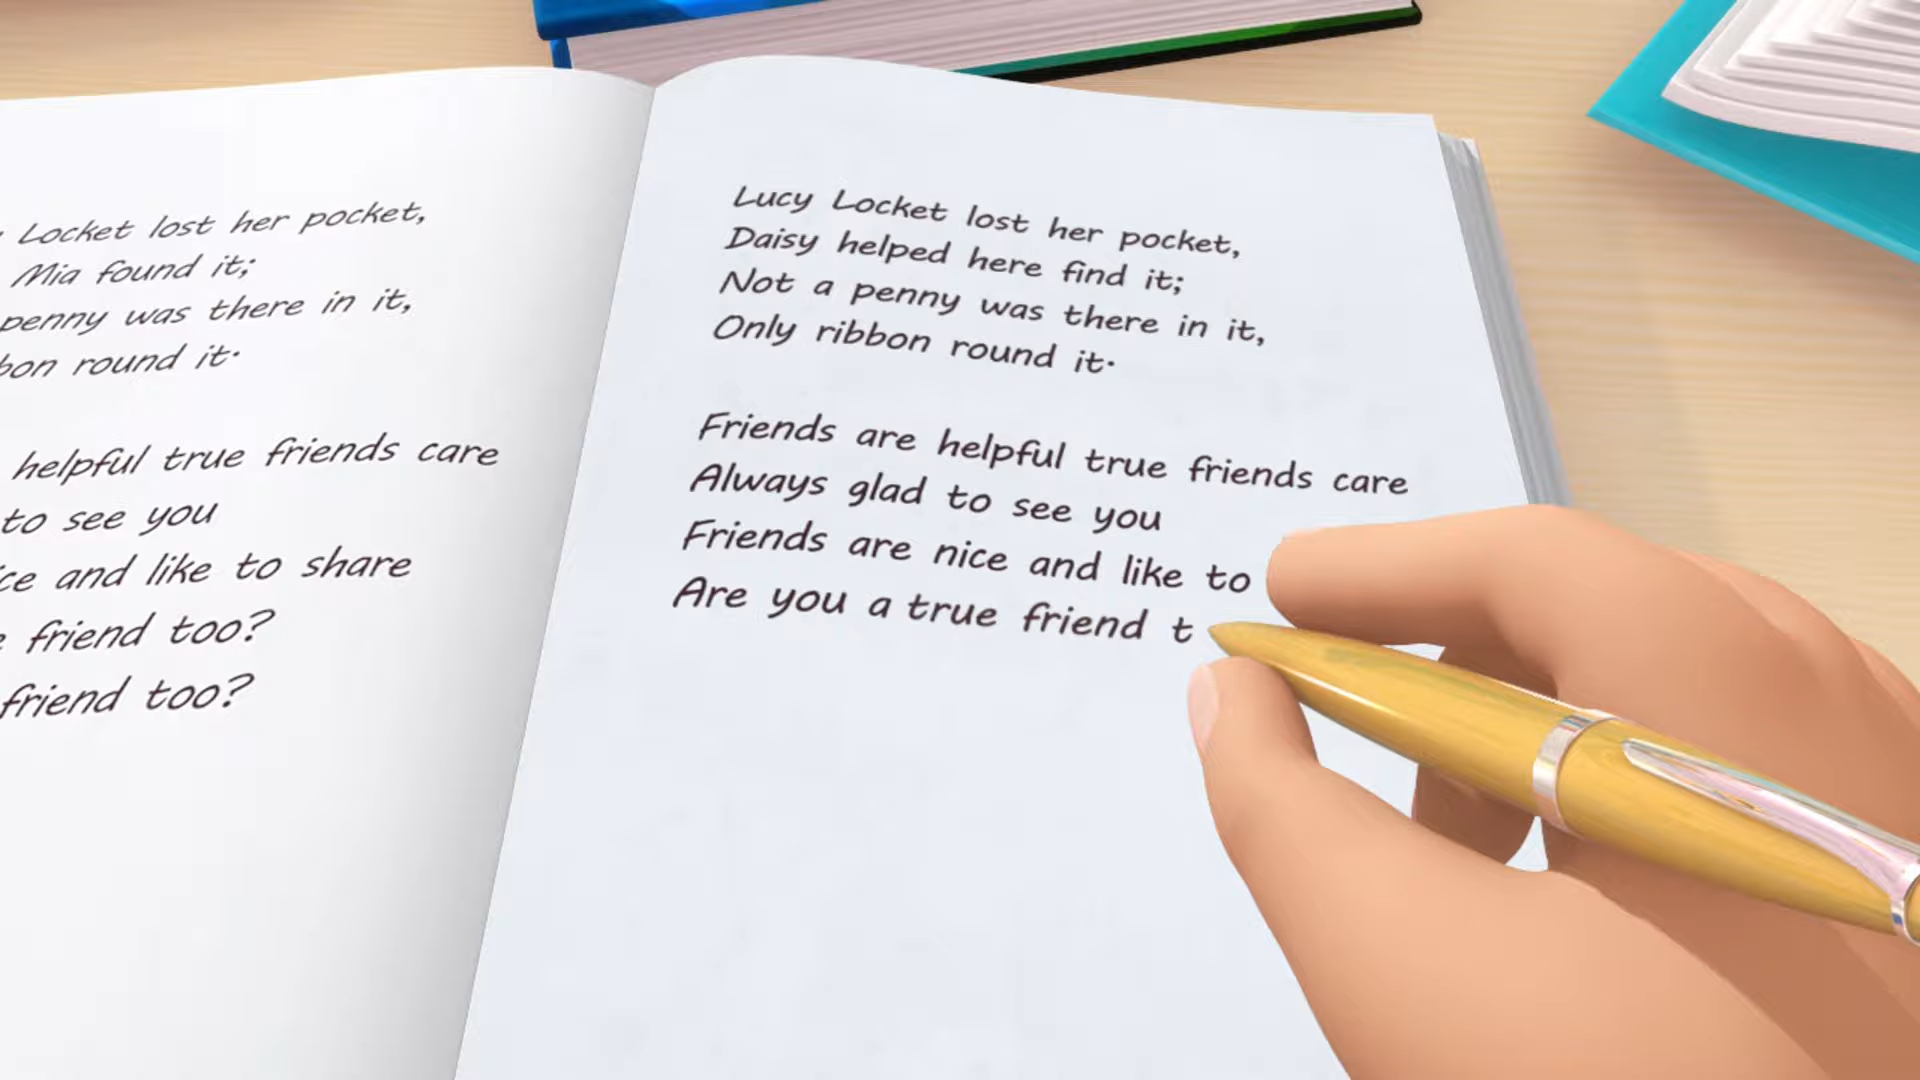 Locket lost her pocket,
Mia found it;
penny was there in it,
round it.
helpful true friends care
to see you
and like to share
friend too?
friend too?
Lucy Locket lost her pocket,
Daisy helped here find it;
Not a penny was there in it,
Only ribbon round it.
Friends are helpful true friends care
Always glad to see you
Friends are nice and like to
Are you a true friend t